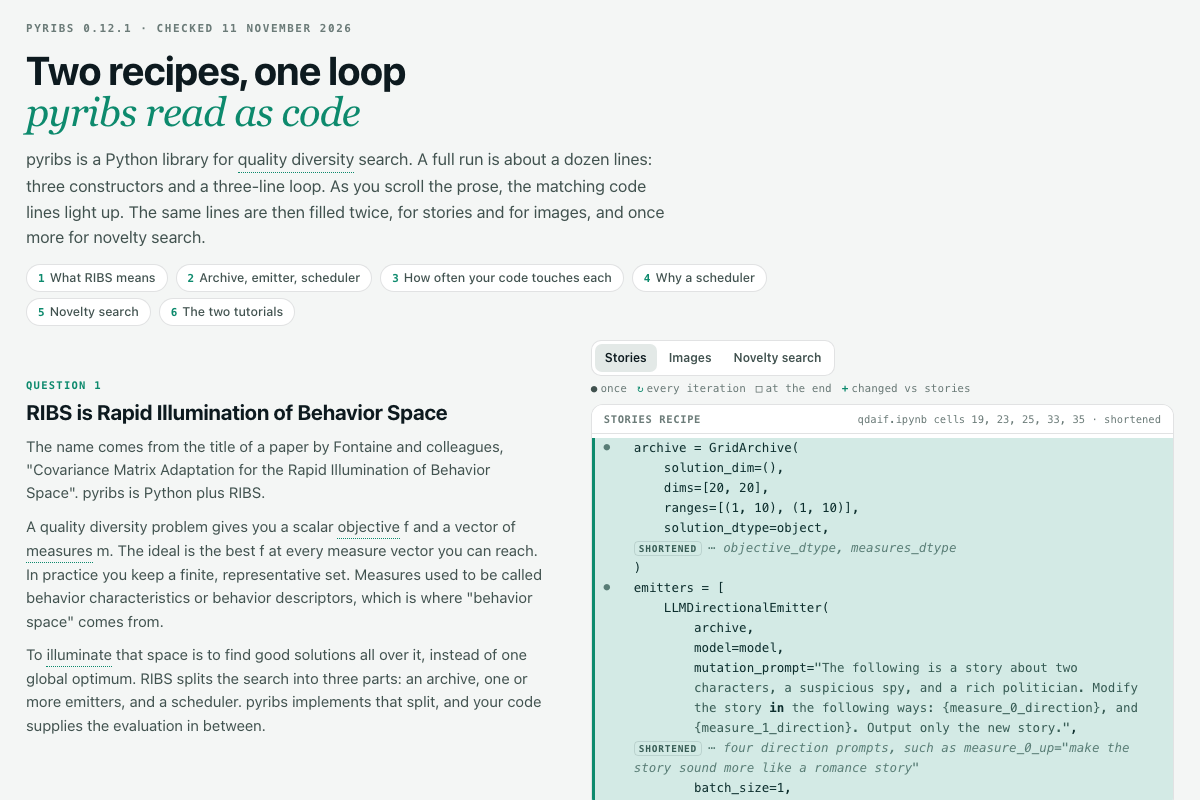 PYRIBS 0.12.1 · CHECKED 11 NOVEMBER 2026
Two recipes, one loop
pyribs read as code
pyribs is a Python library for quality diversity search. A full run is about a dozen lines:
three constructors and a three-line loop. As you scroll the prose, the matching code
lines light up. The same lines are then filled twice, for stories and for images, and once
more for novelty search.
1 What RIBS means
2 Archive, emitter, scheduler
3 How often your code touches each
4 Why a scheduler
5 Novelty search
6 The two tutorials
QUESTION 1
RIBS is Rapid Illumination of Behavior Space
The name comes from the title of a paper by Fontaine and colleagues,
"Covariance Matrix Adaptation for the Rapid Illumination of Behavior
Space". pyribs is Python plus RIBS.
A quality diversity problem gives you a scalar objective f and a vector of
measures m. The ideal is the best f at every measure vector you can reach.
In practice you keep a finite, representative set. Measures used to be called
behavior characteristics or behavior descriptors, which is where "behavior
space" comes from.
To illuminate that space is to find good solutions all over it, instead of one
global optimum. RIBS splits the search into three parts: an archive, one or
more emitters, and a scheduler. pyribs implements that split, and your code
supplies the evaluation in between.
Stories Images Novelty search
● once ↻ every iteration □ at the end + changed vs stories
STORIES RECIPE qdaif.ipynb cells 19, 23, 25, 33, 35 · shortened
● archive = GridArchive(
solution_dim=(),
dims=[20, 20],
ranges=[(1, 10), (1, 10)],
solution_dtype=object,
SHORTENED ⋯ objective_dtype, measures_dtype
)
● emitters = [
LLMDirectionalEmitter(
archive,
model=model,
mutation_prompt="The following is a story about two
characters, a suspicious spy, and a rich politician. Modify
the story in the following ways: {measure_0_direction}, and
{measure_1_direction}. Output only the new story.",
SHORTENED ⋯ four direction prompts, such as measure_0_up="make the
story sound more like a romance story"
batch_size=1,